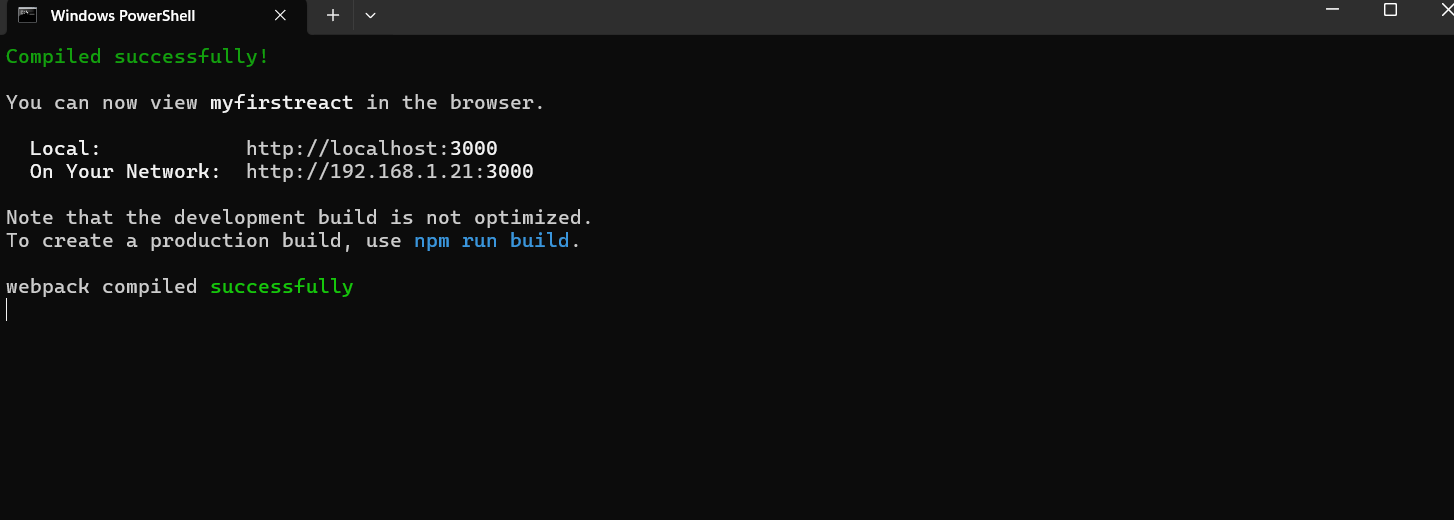 Windows PowerShell
Compiled successfully!
You can now view myfirstreact in the browser.
Local: http://localhost:3000
On Your Network: http://192.168.1.21:3000
Note that the development build is not optimized.
To create a production build, use npm run build.
webpack compiled successfully